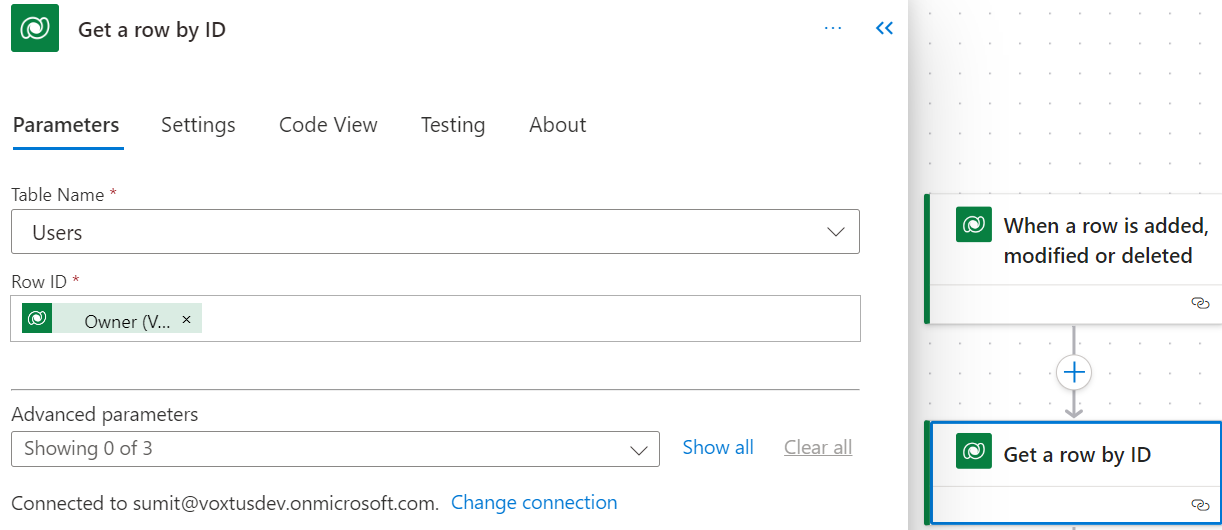 Get a row by ID
...
Parameters Settings Code View Testing About
Table Name *
Users
Row ID *
Owner (V... ×
Advanced parameters
Showing 0 of 3
Show all Clear all
Connected to sumit@voxtusdev.onmicrosoft.com. Change connection
When a row is added,
modified or deleted
Get a row by ID